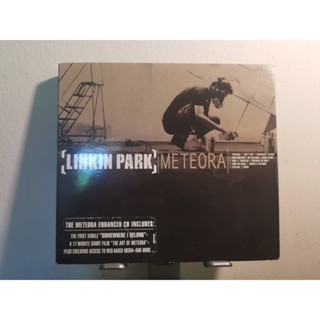 [LINKIN PARK] METEORA
THE METEORA ENHANCED CD INCLUDES:
THE FIRST SINGLE "SOMEWHERE I BELONG"
A 17-MINUTE SHORT FILM "THE ART OF METEORA"
PLUS EXCLUSIVE ACCESS TO WEB-BASED MEDIA-AND MORE ...